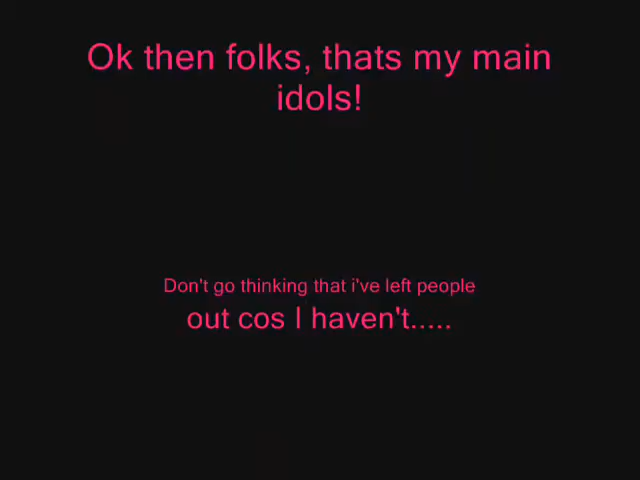 Ok then folks, thats my main
idols!
Don't go thinking that i've left people
out cos I haven't.....